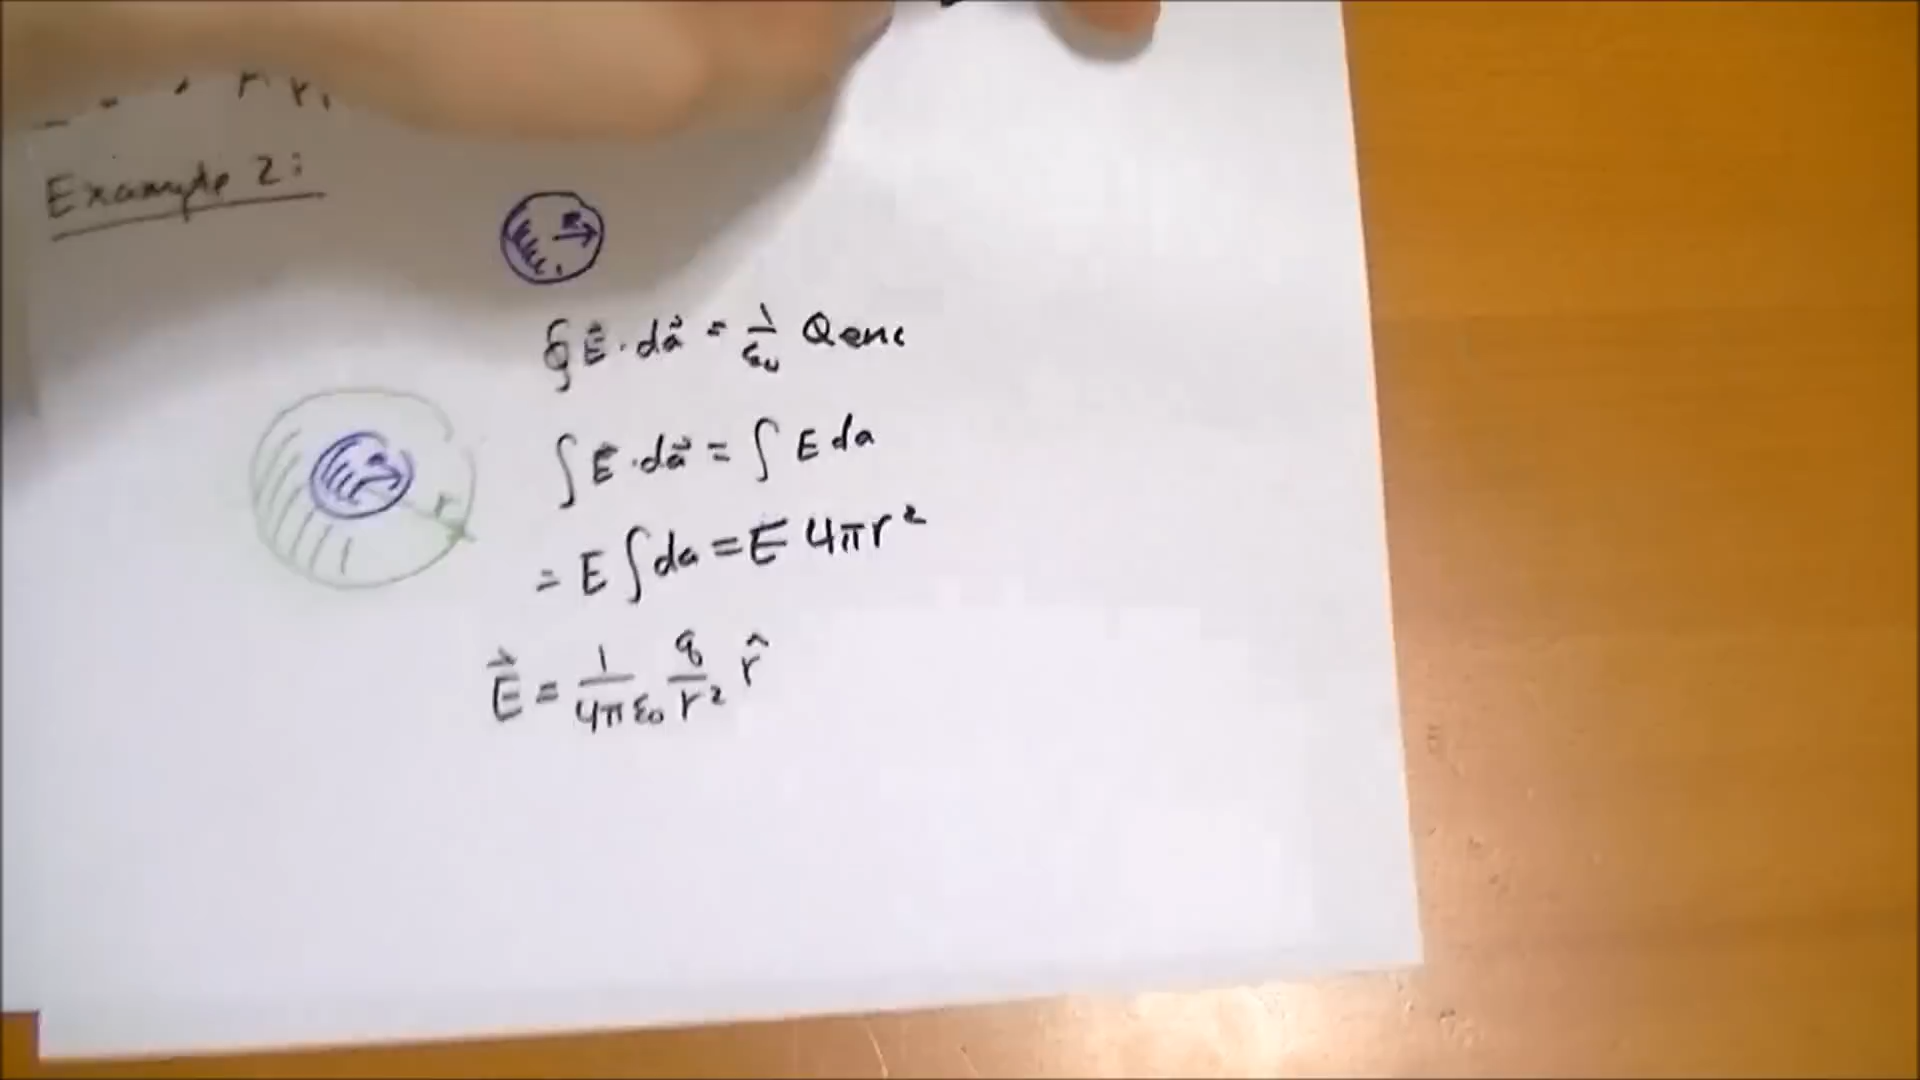 Example 2:
R
∮ E⃗ · da⃗ = 1/ε₀ Qenc
r
∫ E⃗ · da⃗ = ∫ E da
= E ∫ da = E 4πr²
E⃗ = 1/4πε₀ q/r² r̂